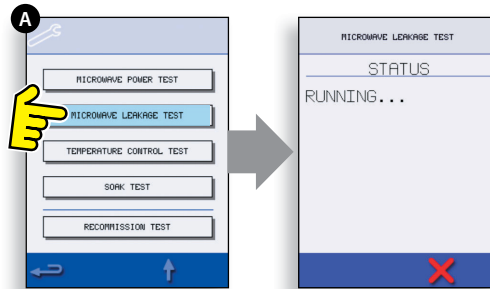 A
MICROWAVE POWER TEST
MICROWAVE LEAKAGE TEST
TEMPERATURE CONTROL TEST
SOAK TEST
RECOMMISSION TEST
MICROWAVE LEAKAGE TEST
STATUS
RUNNING...